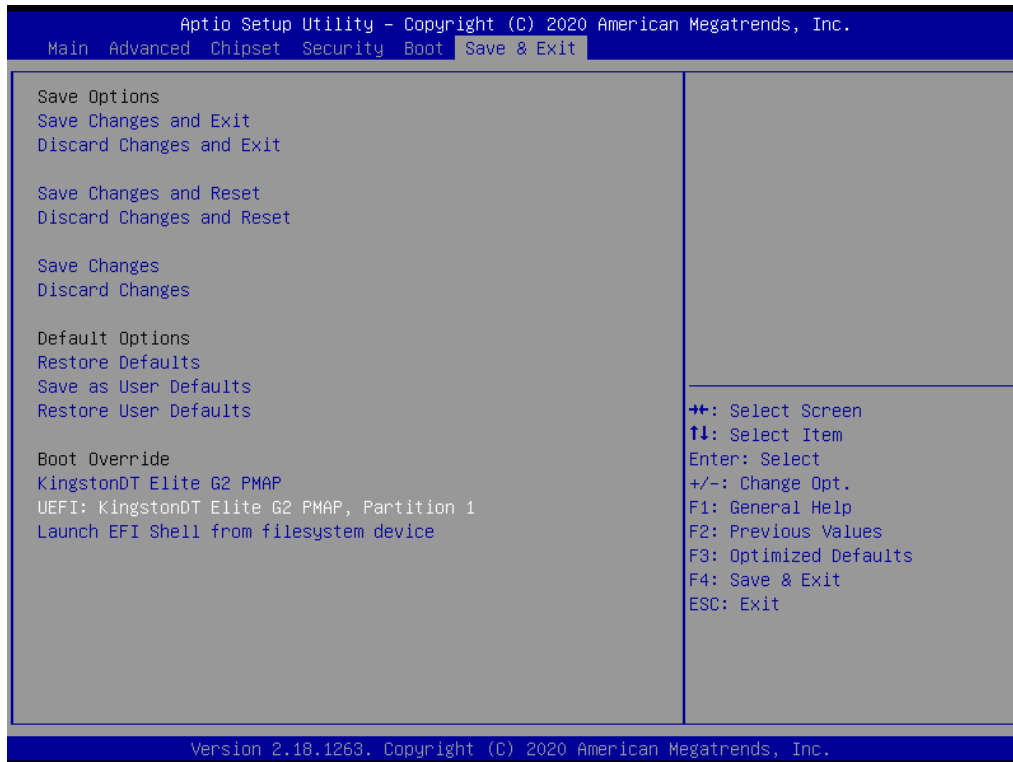 Aptio Setup Utility – Copyright (C) 2020 American Megatrends, Inc.
Main Advanced Chipset Security Boot Save & Exit
Save Options
Save Changes and Exit
Discard Changes and Exit
Save Changes and Reset
Discard Changes and Reset
Save Changes
Discard Changes
Default Options
Restore Defaults
Save as User Defaults
Restore User Defaults
Boot Override
KingstonDT Elite G2 PMAP
UEFI: KingstonDT Elite G2 PMAP, Partition 1
Launch EFI Shell from filesystem device
→←: Select Screen
↑↓: Select Item
Enter: Select
+/-: Change Opt.
F1: General Help
F2: Previous Values
F3: Optimized Defaults
F4: Save & Exit
ESC: Exit
Version 2.18.1263. Copyright (C) 2020 American Megatrends, Inc.